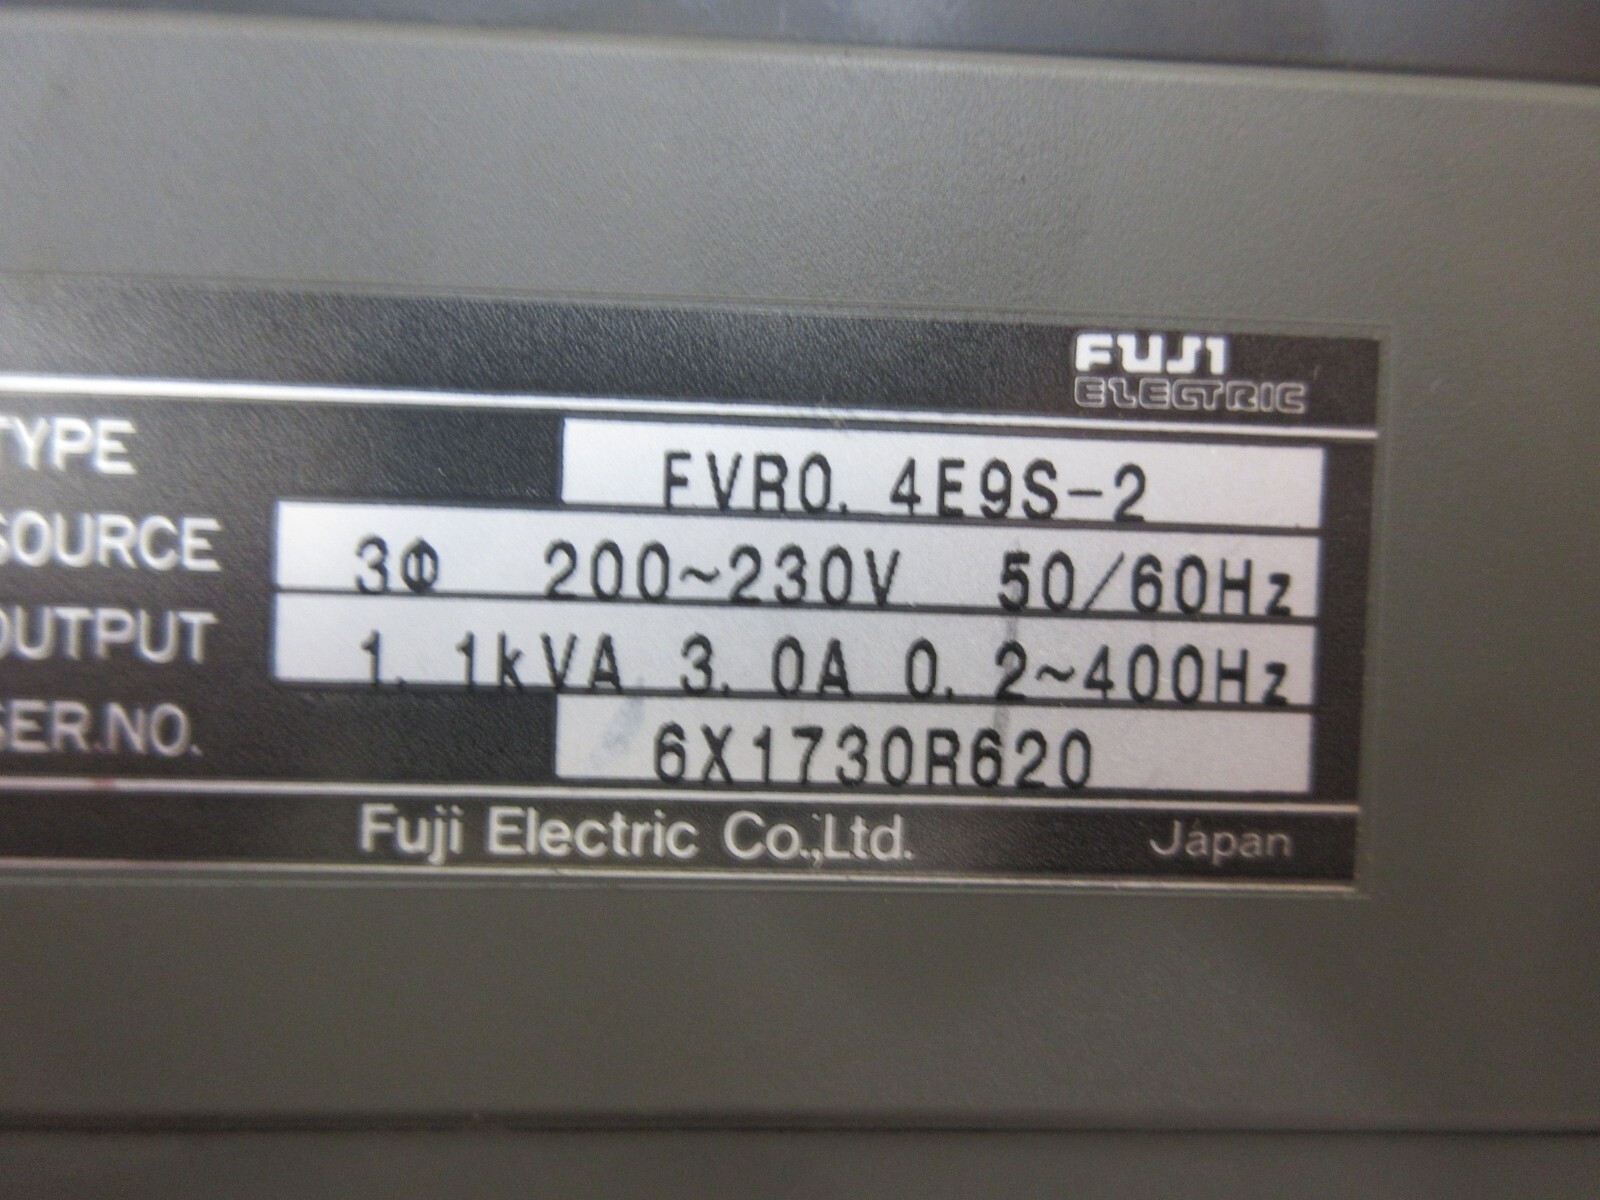 FUJI
ELECTRIC
TYPE FVR0.4E9S-2
SOURCE 3Φ 200~230V 50/60Hz
OUTPUT 1.1kVA 3.0A 0.2~400Hz
SER.NO. 6X1730R620
Fuji Electric Co.,Ltd. Japan